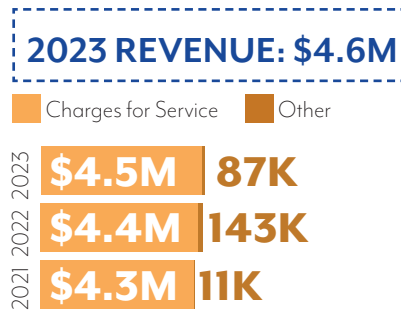 2023 REVENUE: $4.6M
Charges for Service Other
2023 $4.5M 87K
2022 $4.4M 143K
2021 $4.3M 11K